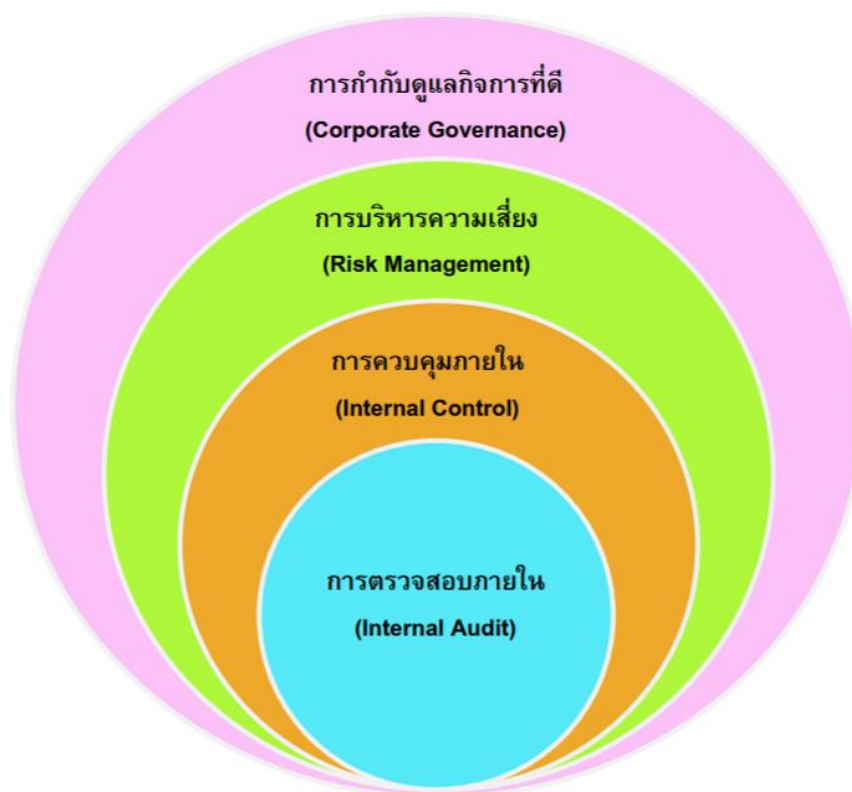 การกำกับดูแลกิจการที่ดี
(Corporate Governance)
การบริหารความเสี่ยง
(Risk Management)
การควบคุมภายใน
(Internal Control)
การตรวจสอบภายใน
(Internal Audit)